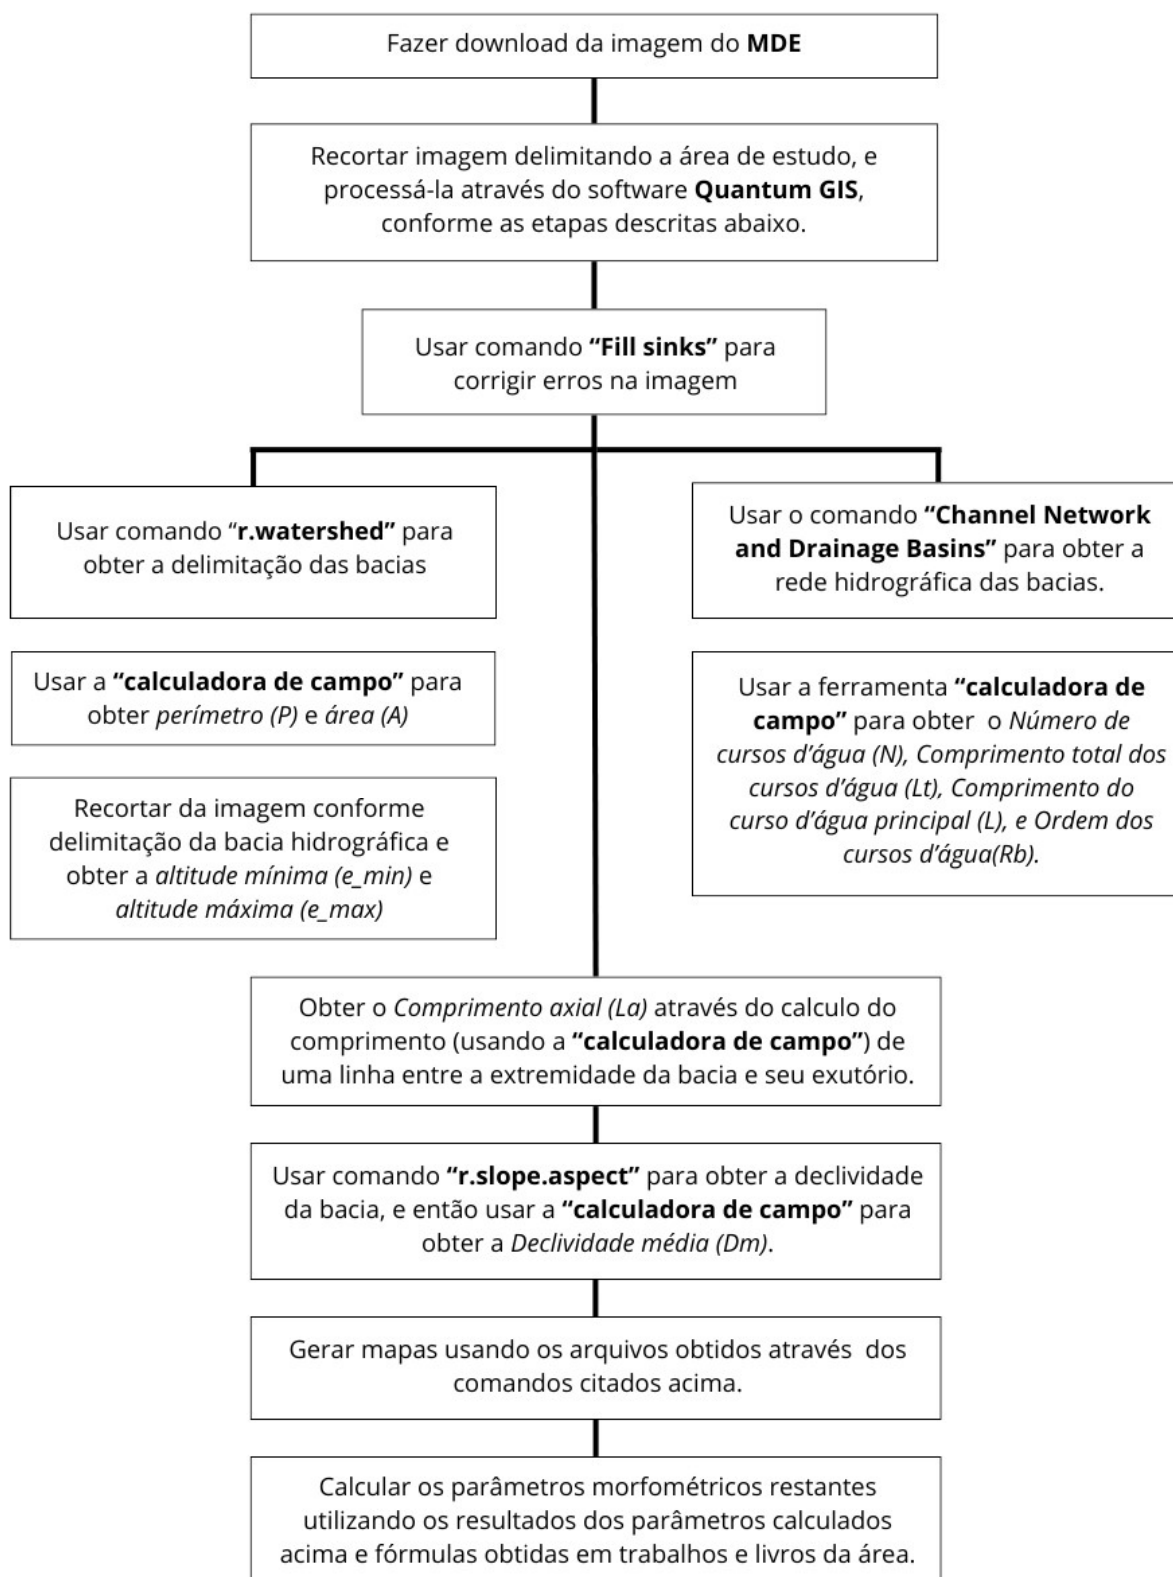 Fazer download da imagem do MDE
Recortar imagem delimitando a área de estudo, e
processá-la através do software Quantum GIS,
conforme as etapas descritas abaixo.
Usar comando “Fill sinks” para
corrigir erros na imagem
Usar comando “r.watershed” para
obter a delimitação das bacias
Usar a “calculadora de campo” para
obter perímetro (P) e área (A)
Recortar da imagem conforme
delimitação da bacia hidrográfica e
obter a altitude mínima (e_min) e
altitude máxima (e_max)
Usar o comando “Channel Network
and Drainage Basins” para obter a
rede hidrográfica das bacias.
Usar a ferramenta “calculadora de
campo” para obter o Número de
cursos d’água (N), Comprimento total dos
cursos d’água (Lt), Comprimento do
curso d’água principal (L), e Ordem dos
cursos d’água(Rb).
Obter o Comprimento axial (La) através do calculo do
comprimento (usando a “calculadora de campo”) de
uma linha entre a extremidade da bacia e seu exutório.
Usar comando “r.slope.aspect” para obter a declividade
da bacia, e então usar a “calculadora de campo” para
obter a Declividade média (Dm).
Gerar mapas usando os arquivos obtidos através dos
comandos citados acima.
Calcular os parâmetros morfométricos restantes
utilizando os resultados dos parâmetros calculados
acima e fórmulas obtidas em trabalhos e livros da área.